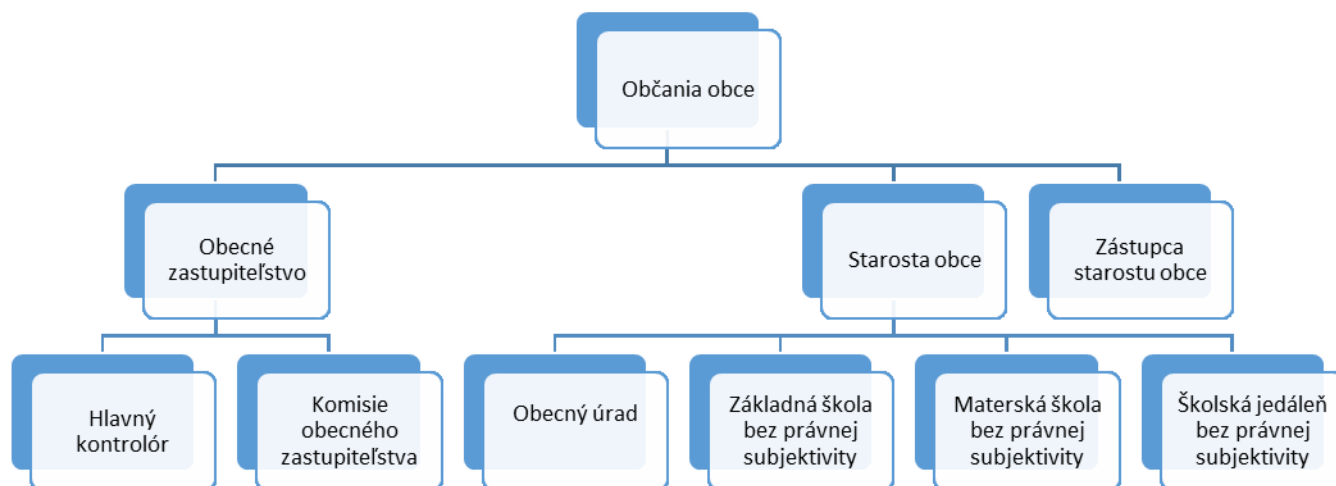 Občania obce
Obecné
zastupiteľstvo
Starosta obce
Zástupca
starostu obce
Hlavný
kontrolór
Komisie
obecného
zastupiteľstva
Obecný úrad
Základná škola
bez právnej
subjektivity
Materská škola
bez právnej
subjektivity
Školská jedáleň
bez právnej
subjektivity